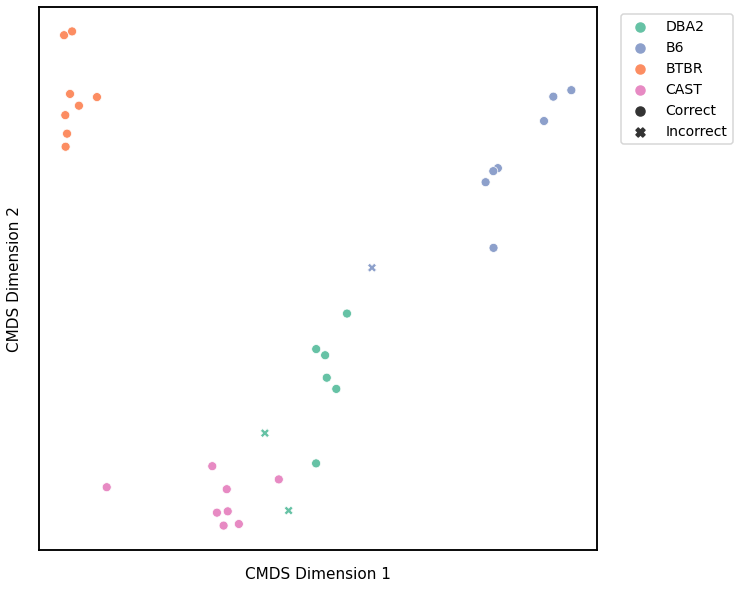 DBA2
B6
BTBR
CAST
Correct
Incorrect
CMDS Dimension 2
CMDS Dimension 1